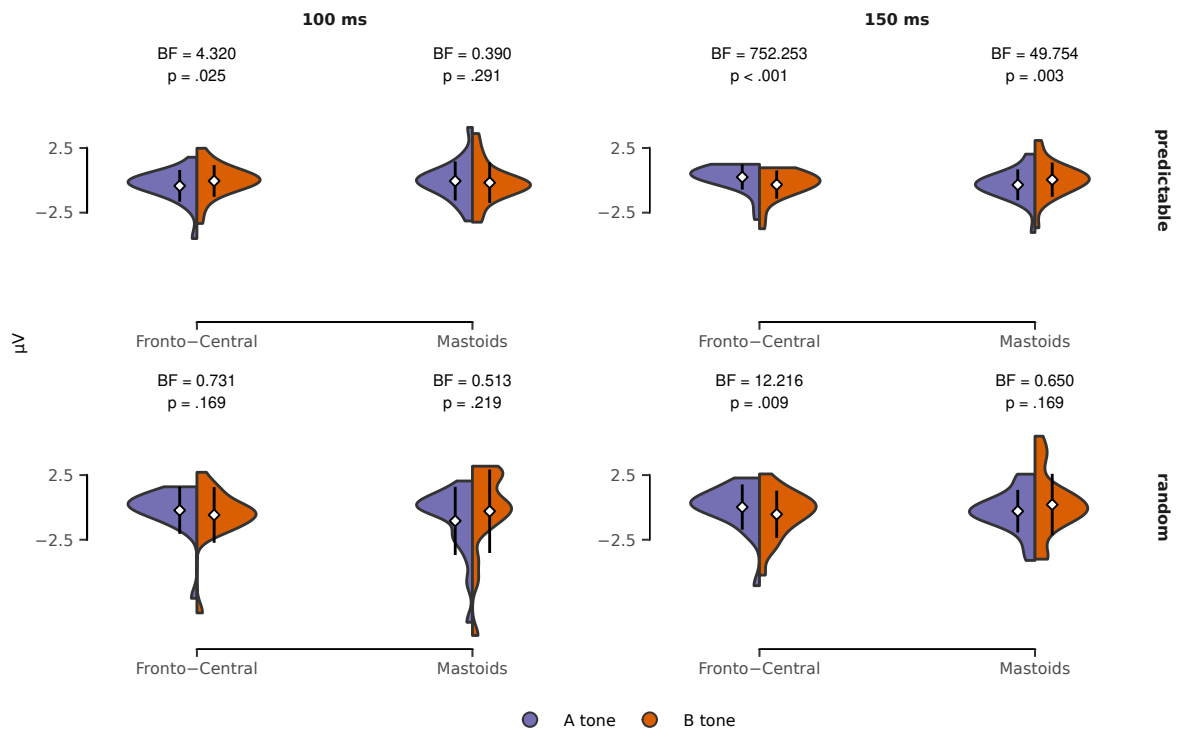 100 ms
150 ms
BF = 4.320
p = .025
BF = 0.390
p = .291
BF = 752.253
p < .001
BF = 49.754
p = .003
2.5
−2.5
2.5
−2.5
predictable
Fronto−Central
Mastoids
Fronto−Central
Mastoids
μV
BF = 0.731
p = .169
BF = 0.513
p = .219
BF = 12.216
p = .009
BF = 0.650
p = .169
2.5
−2.5
2.5
−2.5
random
Fronto−Central
Mastoids
Fronto−Central
Mastoids
A tone
B tone